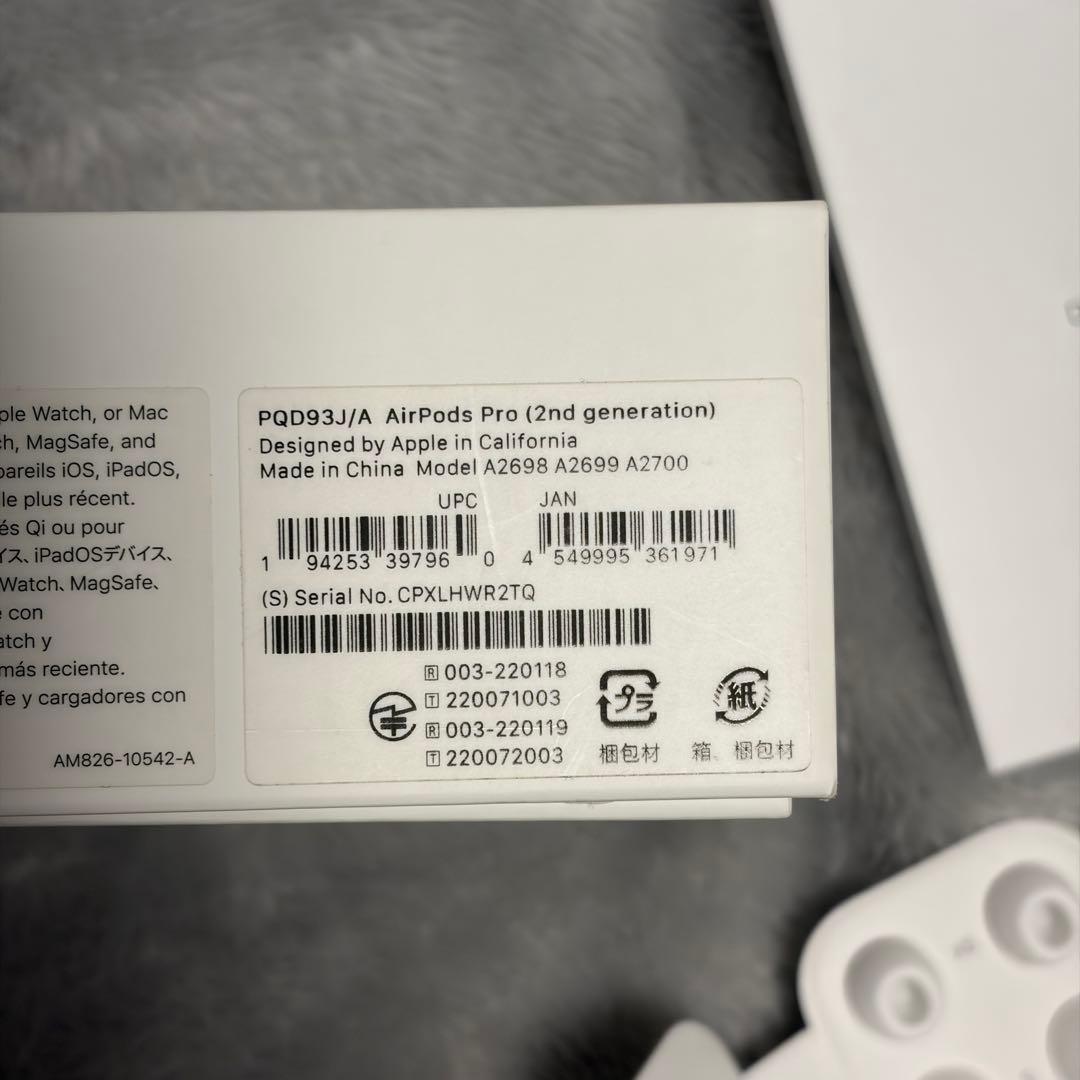 ple Watch, or Mac
ch, MagSafe, and
pareils iOS, iPadOS,
le plus récent.
és Qi ou pour
イス、iPadOSデバイス、
Watch、MagSafe、
e con
atch y
más reciente.
fe y cargadores con
AM826-10542-A
PQD93J/A AirPods Pro (2nd generation)
Designed by Apple in California
Made in China Model A2698 A2699 A2700
UPC JAN
1 94253 39796 0 4 549995 361971
(S) Serial No. CPXLHWR2TQ
R 003-220118
T 220071003
R 003-220119
T 220072003
プラ
梱包材
紙
箱、梱包材